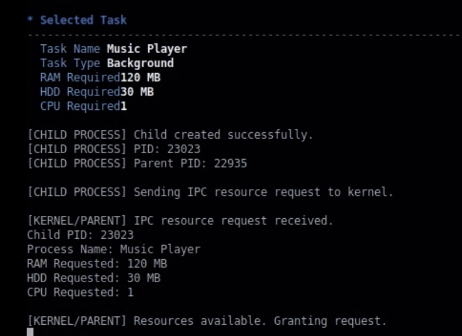 * Selected Task
--------------------------------------------------------------
Task Name Music Player
Task Type Background
RAM Required120 MB
HDD Required30 MB
CPU Required1
[CHILD PROCESS] Child created successfully.
[CHILD PROCESS] PID: 23023
[CHILD PROCESS] Parent PID: 22935
[CHILD PROCESS] Sending IPC resource request to kernel.
[KERNEL/PARENT] IPC resource request received.
Child PID: 23023
Process Name: Music Player
RAM Requested: 120 MB
HDD Requested: 30 MB
CPU Requested: 1
[KERNEL/PARENT] Resources available. Granting request.